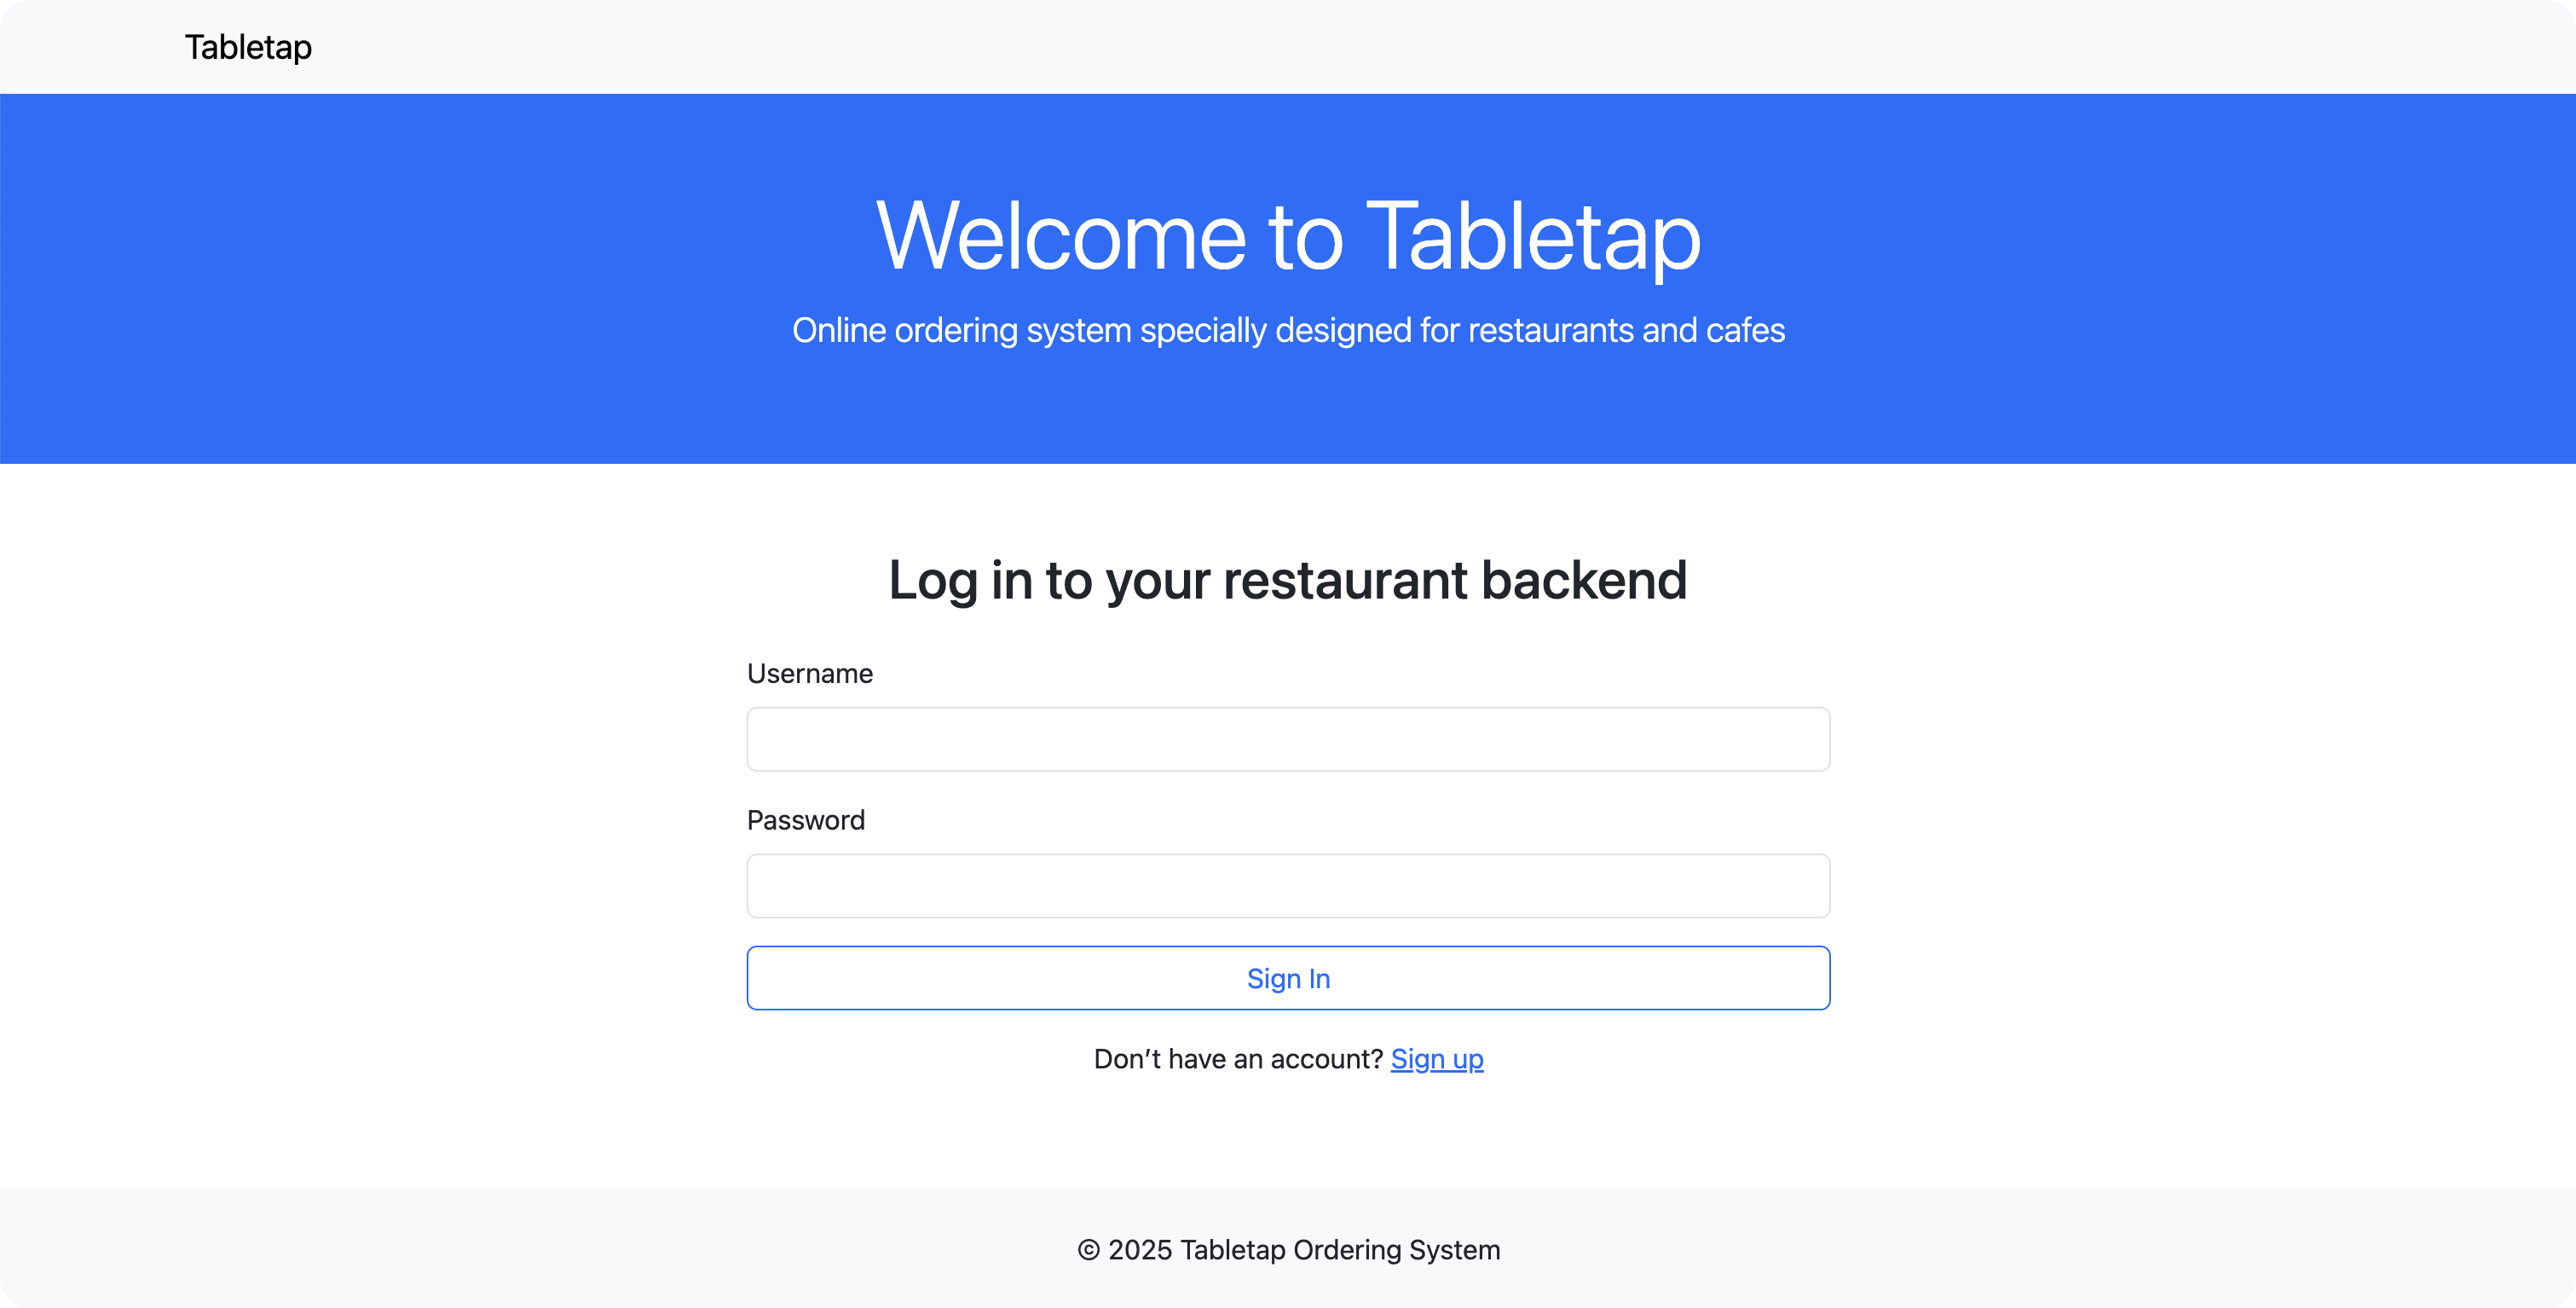 Tabletap
Welcome to Tabletap
Online ordering system specially designed for restaurants and cafes
Log in to your restaurant backend
Username
Password
Sign In
Don’t have an account? Sign up
© 2025 Tabletap Ordering System